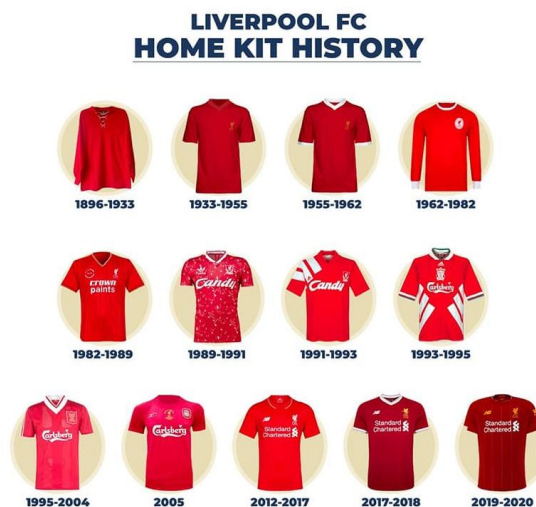 LIVERPOOL FC
HOME KIT HISTORY
1896-1933
1933-1955
1955-1962
1962-1982
crown
paints
Candy
Candy
Carlsberg
1982-1989
1989-1991
1991-1993
1993-1995
Carlsberg
Carlsberg
Standard
Chartered
Standard
Chartered
Standard
Chartered
1995-2004
2005
2012-2017
2017-2018
2019-2020